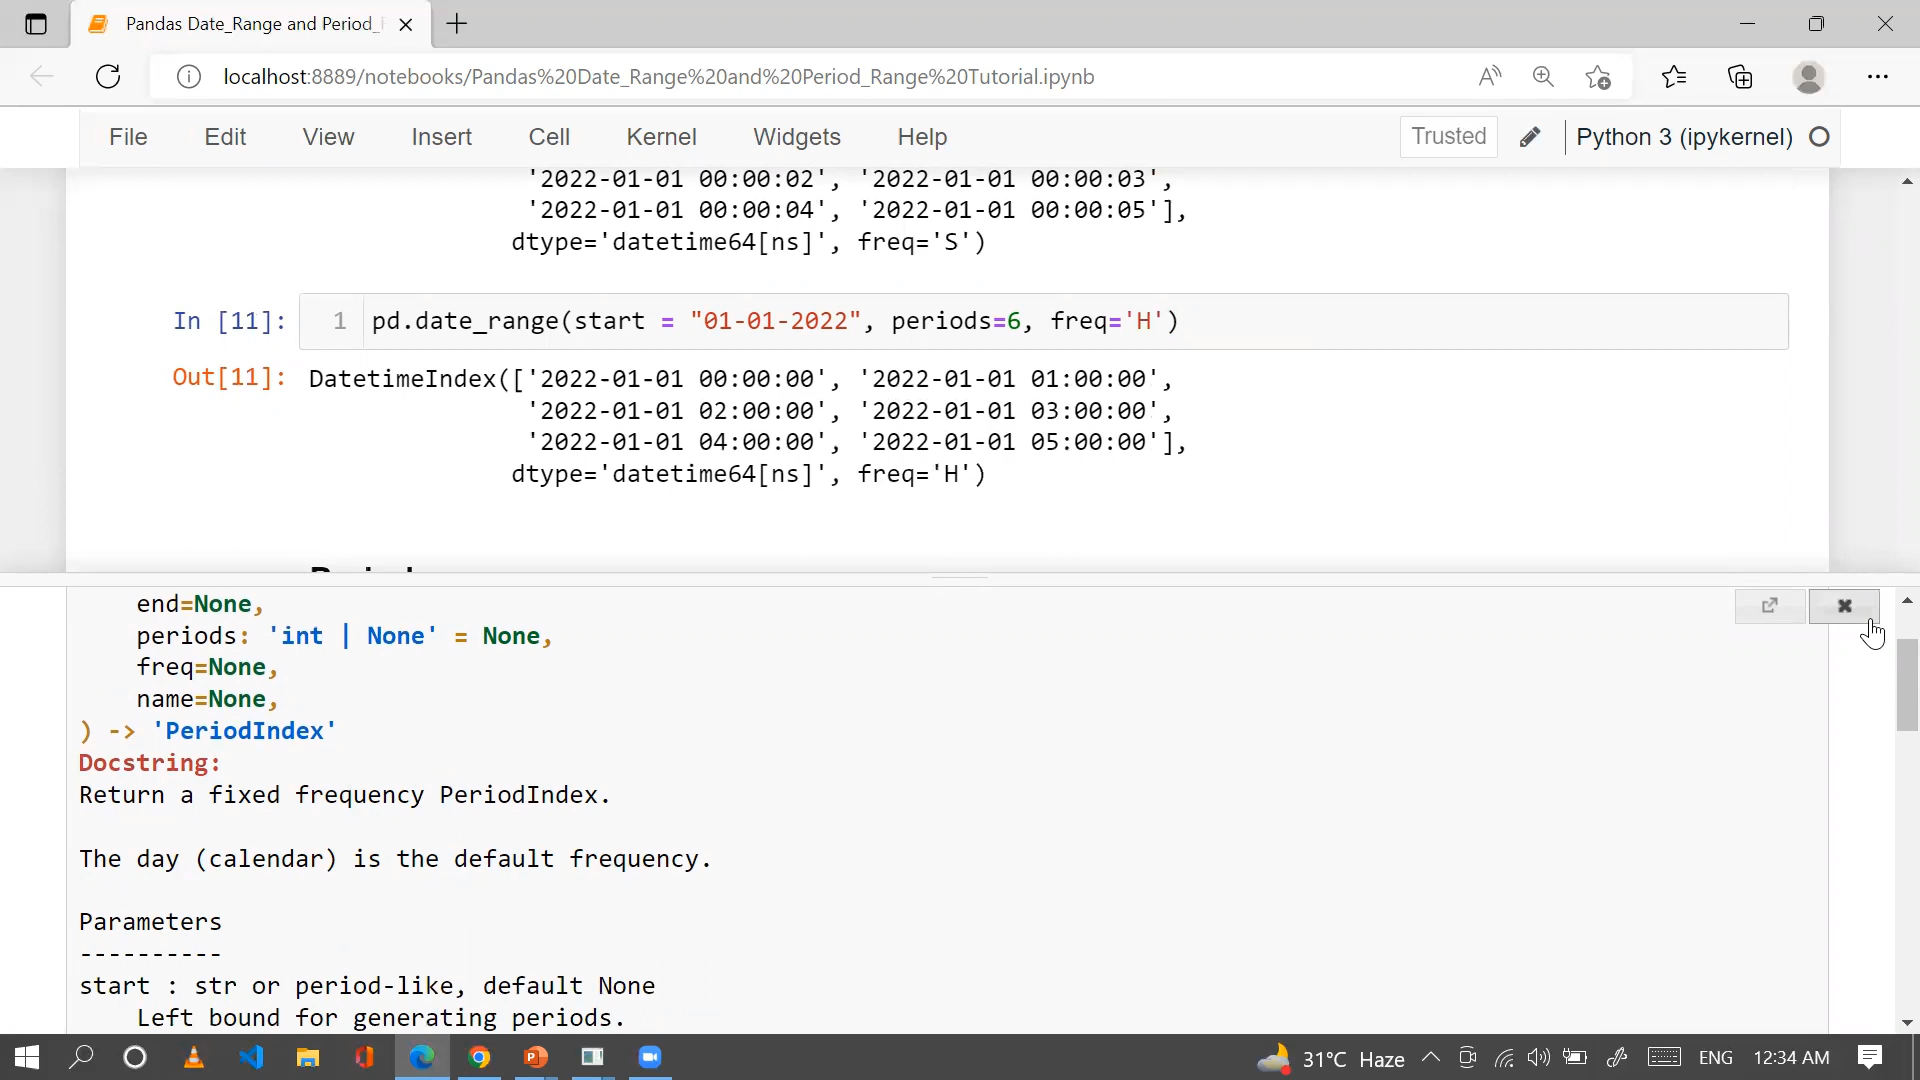 Pandas Date_Range and Period_
localhost:8889/notebooks/Pandas%20Date_Range%20and%20Period_Range%20Tutorial.ipynb
File Edit View Insert Cell Kernel Widgets Help Trusted Python 3 (ipykernel)
'2022-01-01 00:00:02', '2022-01-01 00:00:03',
'2022-01-01 00:00:04', '2022-01-01 00:00:05'],
dtype='datetime64[ns]', freq='S')
In [11]: 1 pd.date_range(start = "01-01-2022", periods=6, freq='H')
Out[11]: DatetimeIndex(['2022-01-01 00:00:00', '2022-01-01 01:00:00',
'2022-01-01 02:00:00', '2022-01-01 03:00:00',
'2022-01-01 04:00:00', '2022-01-01 05:00:00'],
dtype='datetime64[ns]', freq='H')
end=None,
periods: 'int | None' = None,
freq=None,
name=None,
) -> 'PeriodIndex'
Docstring:
Return a fixed frequency PeriodIndex.
The day (calendar) is the default frequency.
Parameters
----------
start : str or period-like, default None
Left bound for generating periods.
31°C Haze ENG 12:34 AM